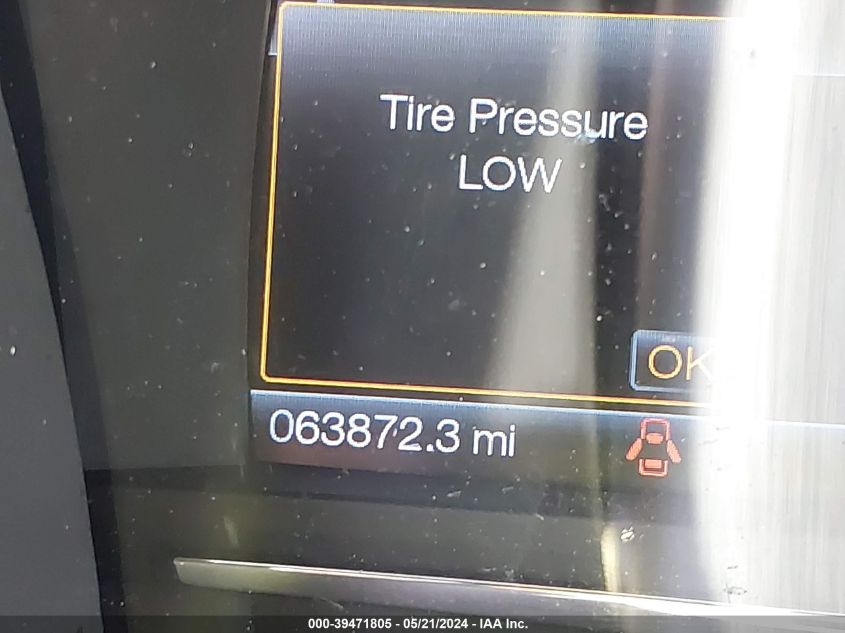 Tire Pressure
LOW
OK
063872.3 mi
000-39471805 - 05/21/2024 - IAA Inc.